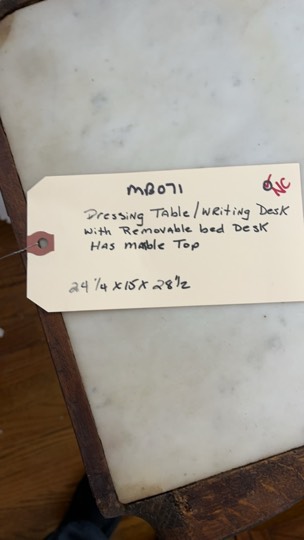 MB071
NC
Dressing Table/Writing Desk
with Removable bed Desk
Has mable Top
24 1/4 x 15 x 28 1/2